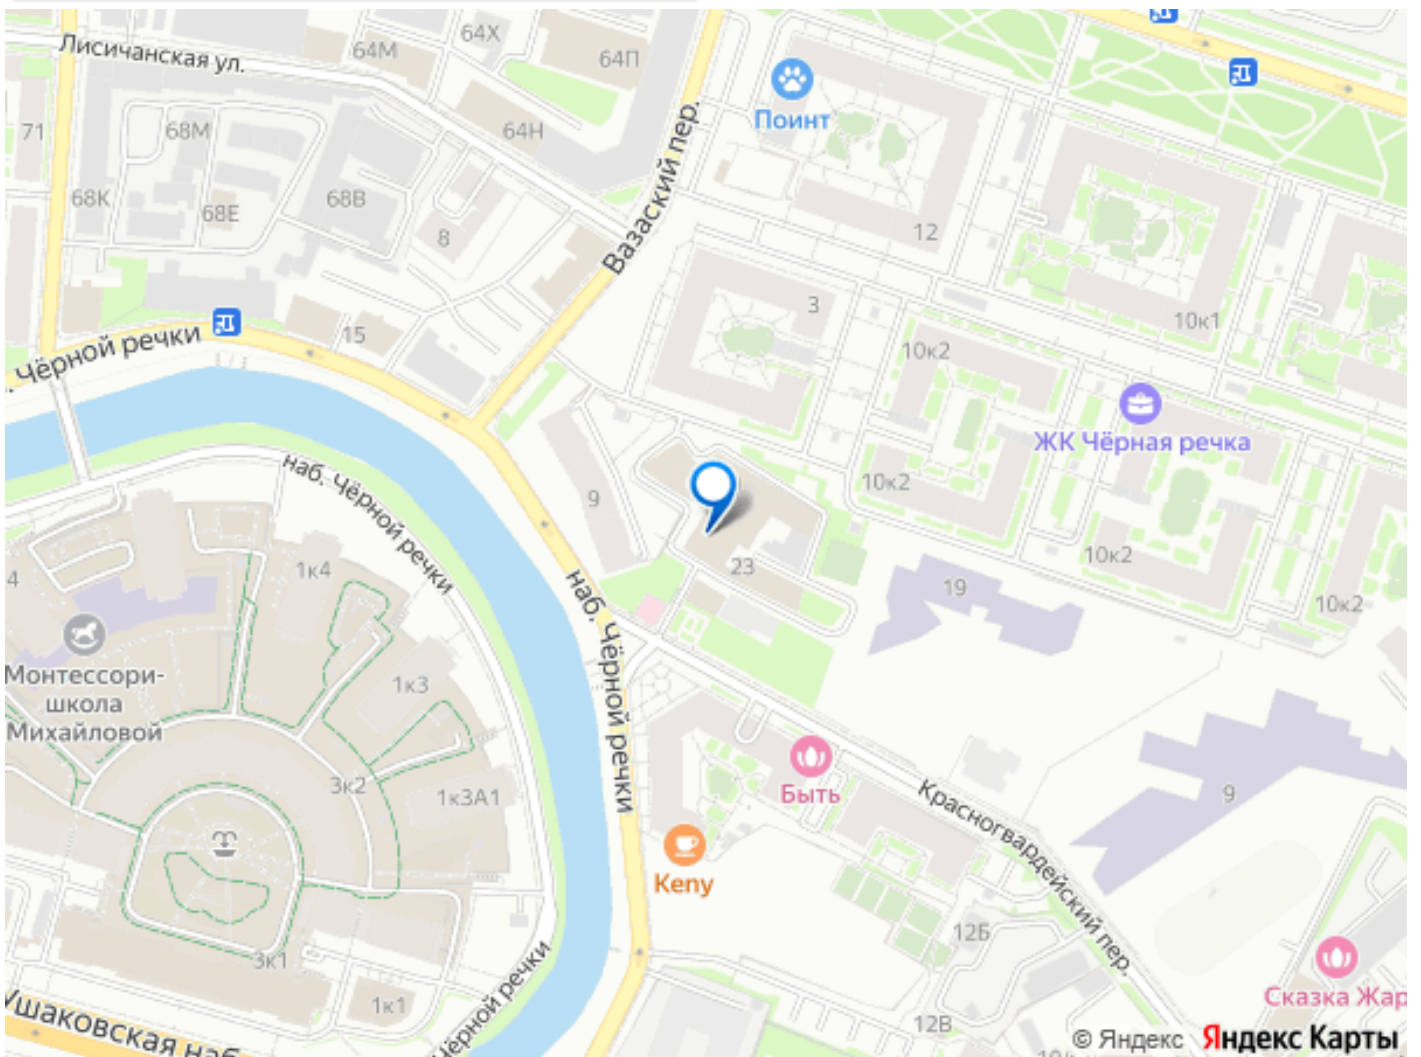 Лисичанская ул.
64М
64Х
64П
71
68М
64Н
68К
68Е
68В
8
Вазаский пер.
Поинт
12
3
10к1
15
. Чёрной речки
10к2
ЖК Чёрная речка
наб. Чёрной речки
9
10к2
23
10к2
19
10к2
4
1к4
наб. Чёрной речки
Монтессори-
школа
Михайловой
1к3
3к2
1к3А1
Быть
Красногвардейский пер.
9
Keny
12Б
3к1
1к1
Чёрной речки
Сказка Жар
12В
Ушаковская наб.
© Яндекс Яндекс Карты